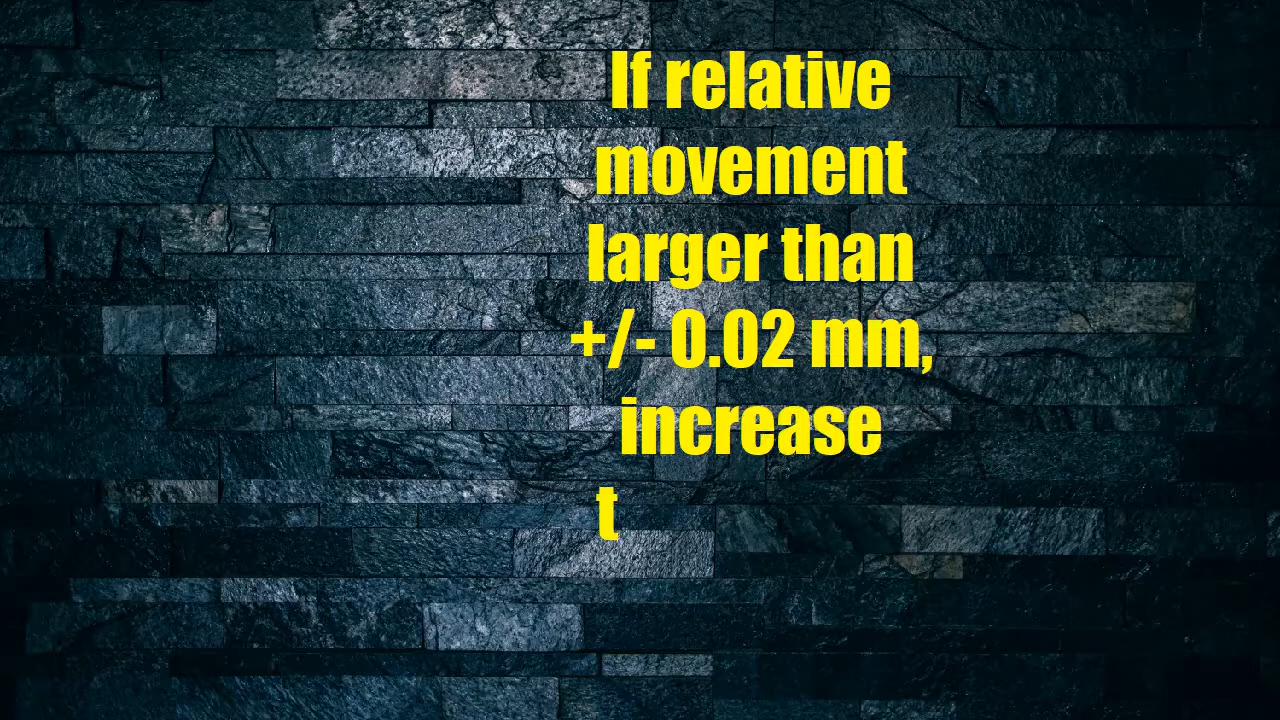 If relative
movement
larger than
+/- 0.02 mm,
increase
t